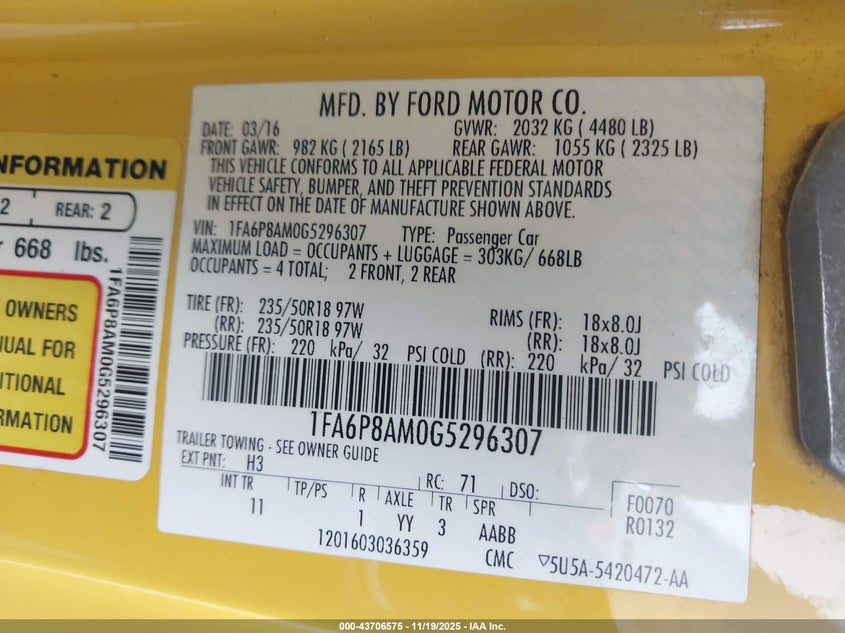 MFD. BY FORD MOTOR CO.
DATE: 03/16 GVWR: 2032 KG ( 4480 LB)
FRONT GAWR: 982 KG ( 2165 LB) REAR GAWR: 1055 KG ( 2325 LB)
THIS VEHICLE CONFORMS TO ALL APPLICABLE FEDERAL MOTOR
VEHICLE SAFETY, BUMPER, AND THEFT PREVENTION STANDARDS
IN EFFECT ON THE DATE OF MANUFACTURE SHOWN ABOVE.
VIN: 1FA6P8AM0G5296307 TYPE: Passenger Car
MAXIMUM LOAD = OCCUPANTS + LUGGAGE = 303KG/ 668LB
OCCUPANTS = 4 TOTAL; 2 FRONT, 2 REAR
TIRE (FR): 235/50R18 97W RIMS (FR): 18x8.0J
(RR): 235/50R18 97W (RR): 18x8.0J
PRESSURE (FR): 220 kPa/ 32 PSI COLD (RR): 220 kPa/ 32 PSI COLD
1FA6P8AM0G5296307
TRAILER TOWING - SEE OWNER GUIDE
EXT PNT: H3 RC: 71 DSO:
INT TR TP/PS R AXLE TR SPR F0070
11 1 YY 3 AABB R0132
1201603036359 CMC 5U5A-5420472-AA
INFORMATION
2 REAR: 2
668 lbs.
OWNERS
FOR
1FA6P8AM0G5296307
000-43706575 - 11/19/2025 - IAA Inc.